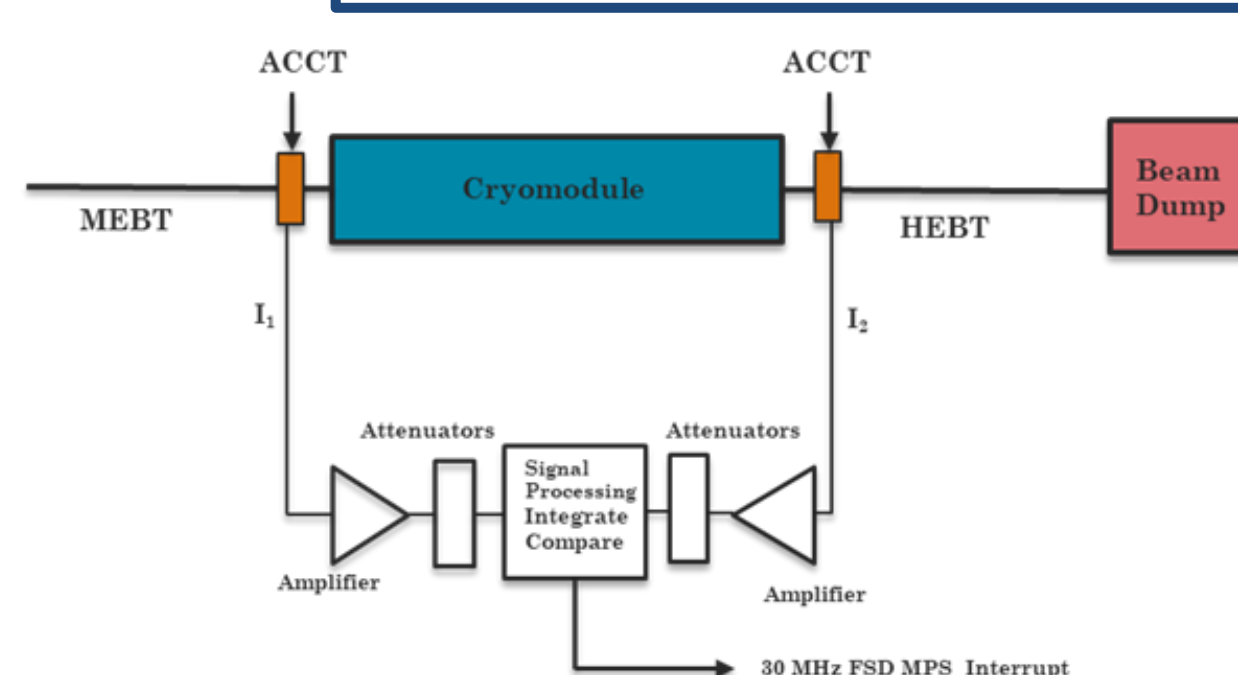 ACCT
ACCT
Cryomodule
Beam
Dump
MEBT
HEBT
I₁
I₂
Attenuators
Attenuators
Signal
Processing
Integrate
Compare
Amplifier
Amplifier
30 MHz FSD MPS Interrupt